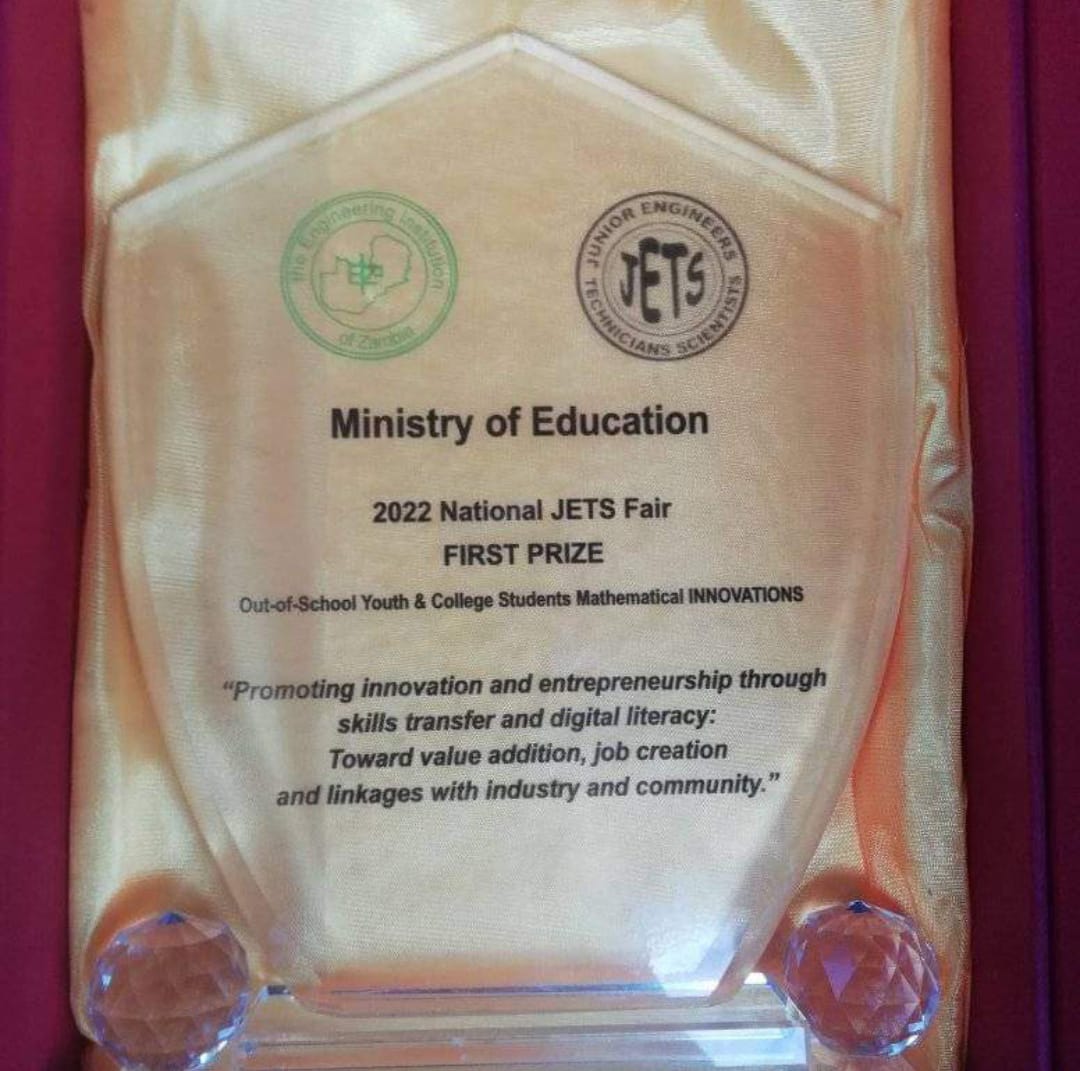 the Engineering Institution
of Zambia
JUNIOR ENGINEERS
TECHNICIANS SCIENTISTS
JETS
Ministry of Education
2022 National JETS Fair
FIRST PRIZE
Out-of-School Youth & College Students Mathematical INNOVATIONS
“Promoting innovation and entrepreneurship through
skills transfer and digital literacy:
Toward value addition, job creation
and linkages with industry and community.”